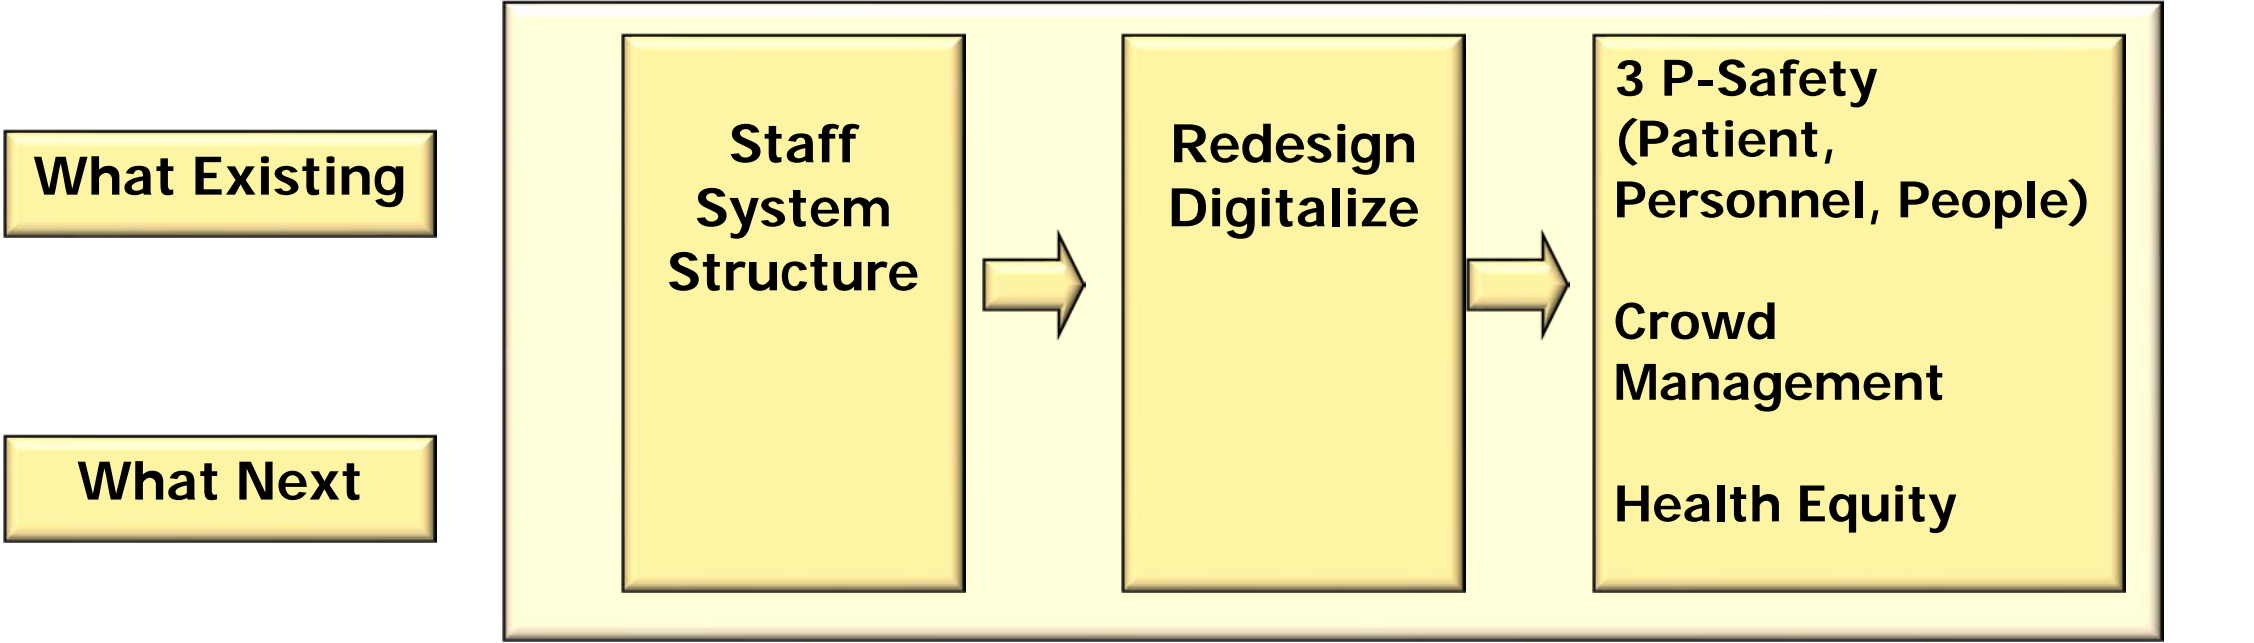 What Existing
What Next
Staff
System
Structure
Redesign
Digitalize
3 P-Safety
(Patient,
Personnel, People)
Crowd
Management
Health Equity